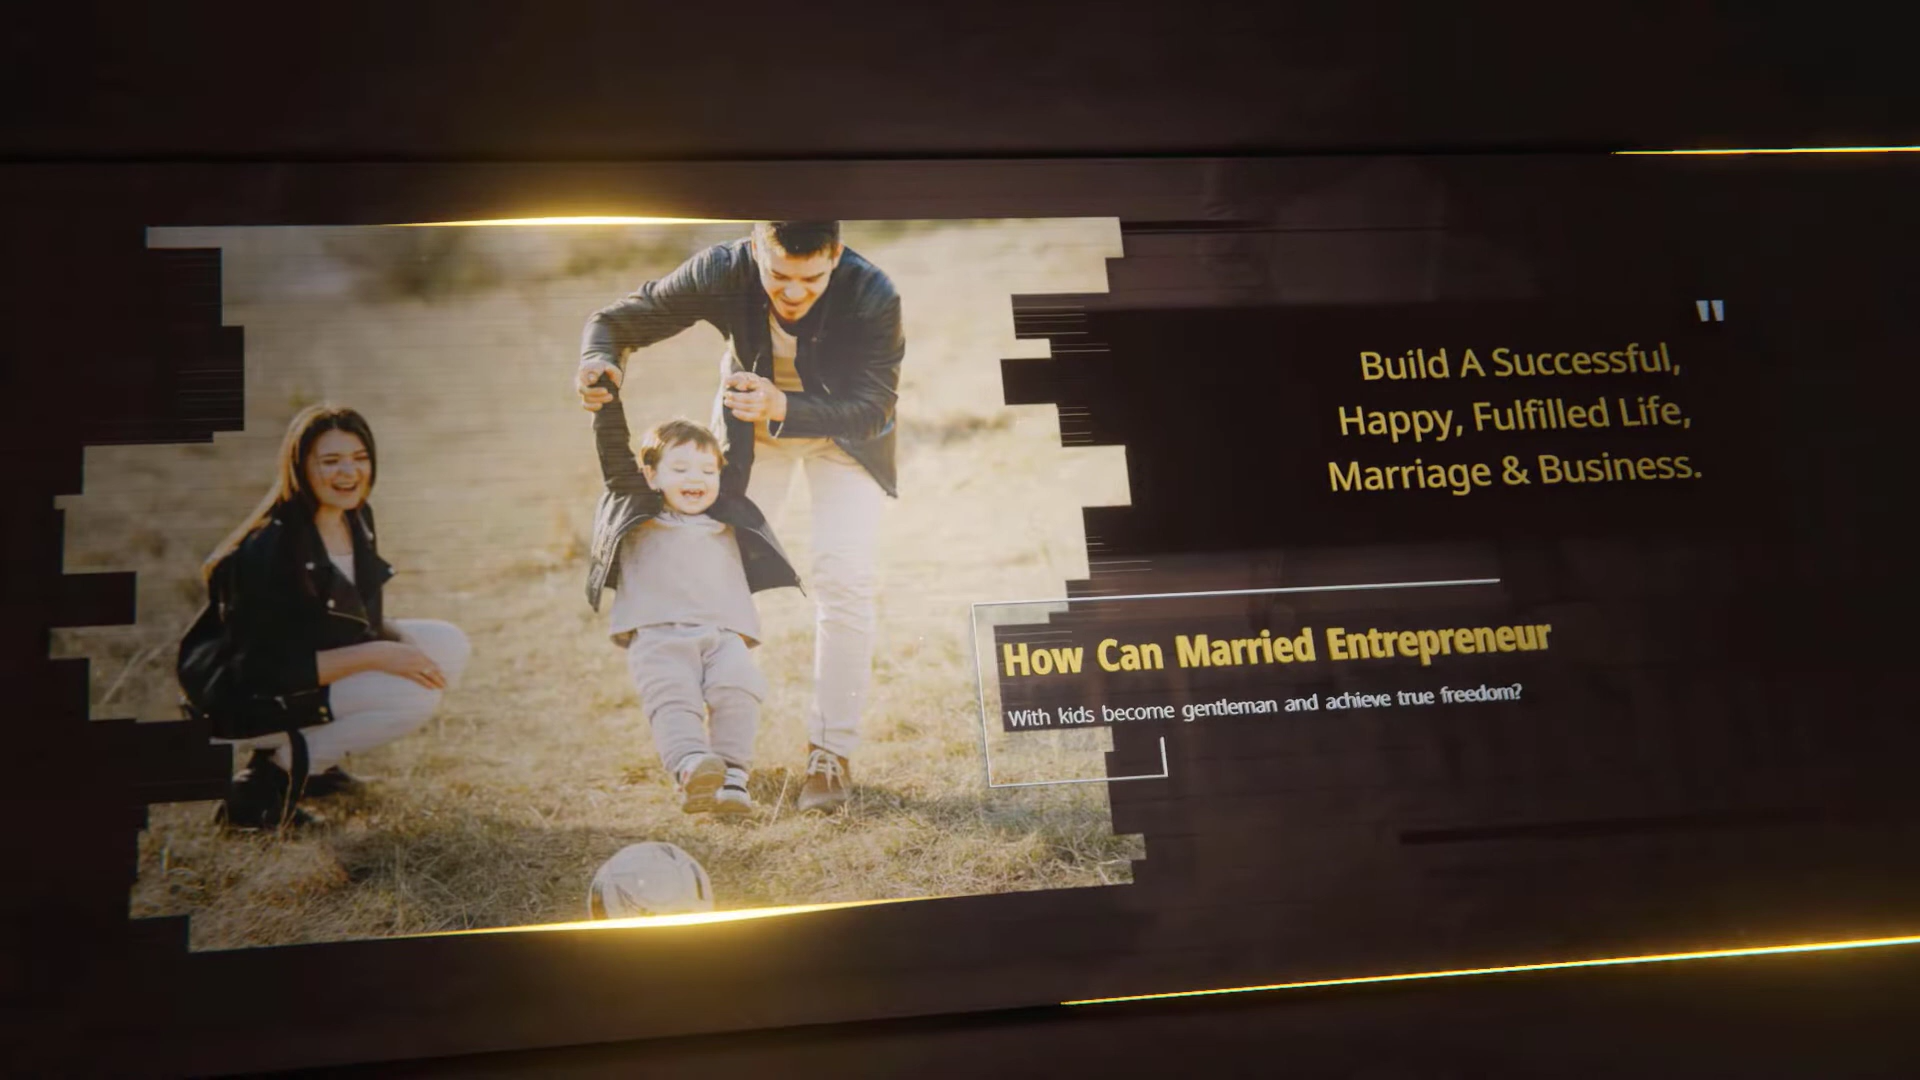 "
Build A Successful,
Happy, Fulfilled Life,
Marriage & Business.
How Can Married Entrepreneur
With kids become gentleman and achieve true freedom?